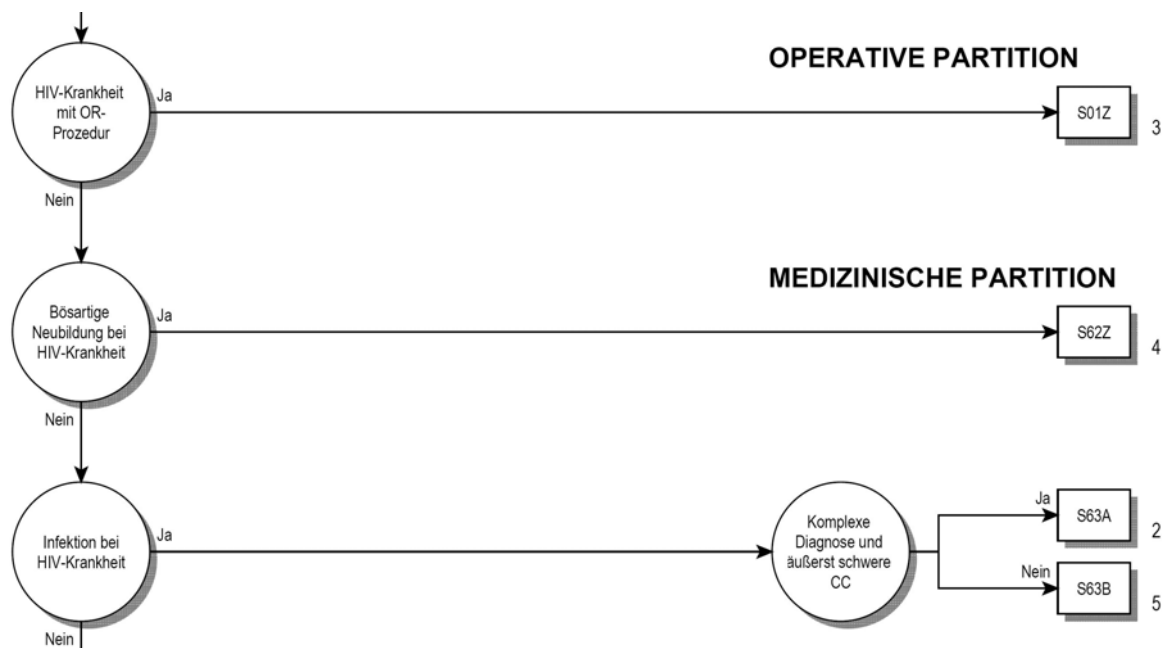 OPERATIVE PARTITION
HIV-Krankheit
mit OR-
Prozedur
Ja
S01Z
3
Nein
MEDIZINISCHE PARTITION
Bösartige
Neubildung bei
HIV-Krankheit
Ja
S62Z
4
Nein
Infektion bei
HIV-Krankheit
Ja
Komplexe
Diagnose und
äußerst schwere
CC
Ja
S63A
2
Nein
S63B
5
Nein